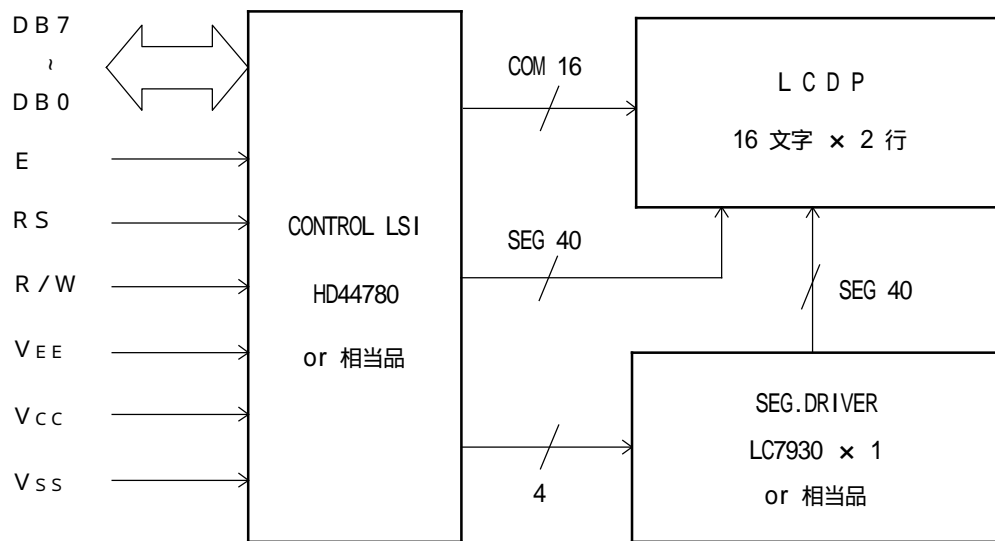 DB7
~
DB0
E
RS
R/W
VEE
VCC
VSS
CONTROL LSI
HD44780
or 相当品
COM 16
SEG 40
4
LCDP
16 文字 × 2 行
SEG 40
SEG.DRIVER
LC7930 × 1
or 相当品